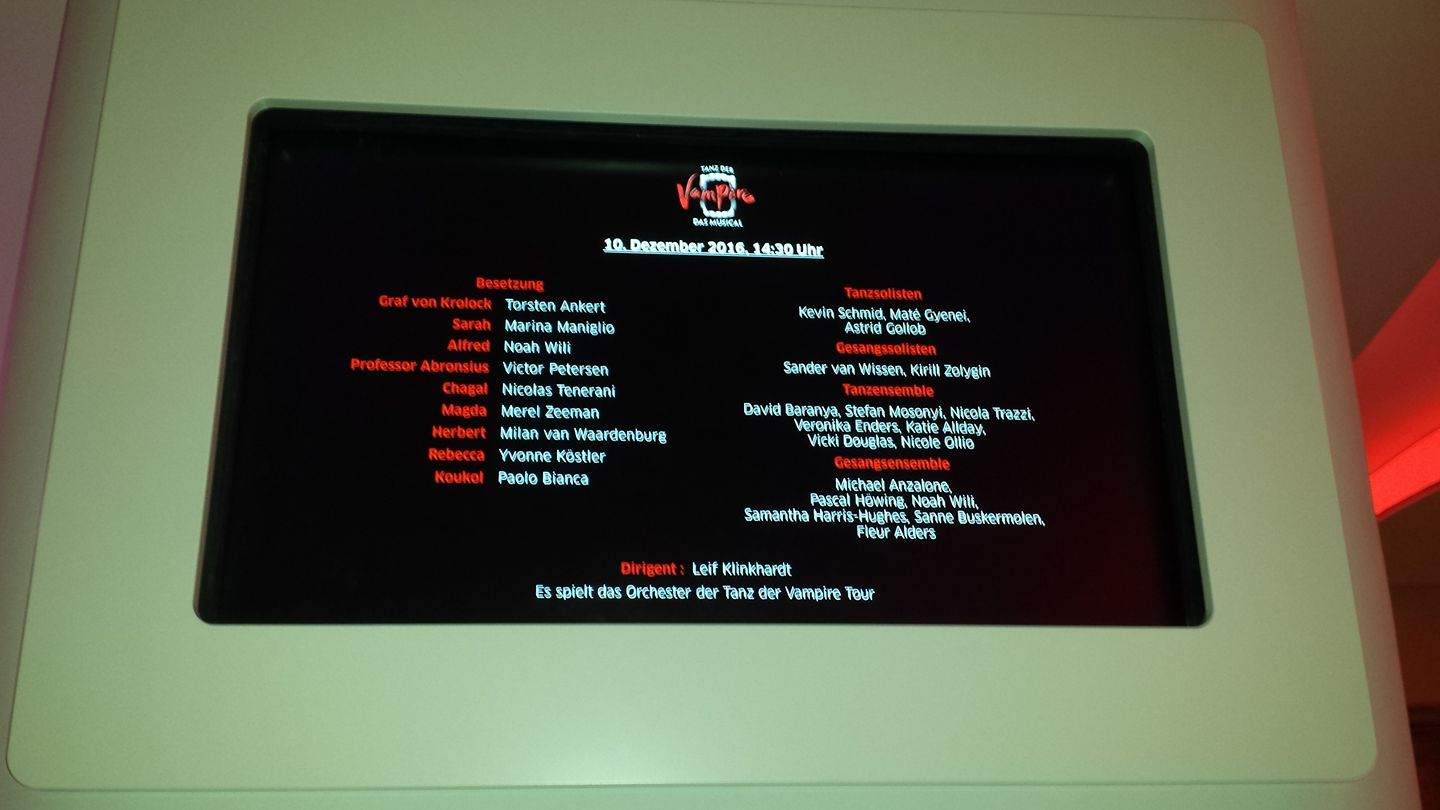 TANZ DER
Vampire
DAS MUSICAL
10. Dezember 2016, 14:30 Uhr
Besetzung
Graf von Krolock Torsten Ankert
Sarah Marina Maniglio
Alfred Noah Wili
Professor Abronsius Victor Petersen
Chagal Nicolas Tenerani
Magda Merel Zeeman
Herbert Milan van Waardenburg
Rebecca Yvonne Köstler
Koukol Paolo Bianca
Tanzsolisten
Kevin Schmid, Maté Gyenei,
Astrid Gollob
Gesangssolisten
Sander van Wissen, Kirill Zolygin
Tanzensemble
David Baranya, Stefan Mosonyi, Nicola Trazzi,
Veronika Enders, Katie Allday,
Vicki Douglas, Nicole Ollio
Gesangsensemble
Michael Anzalone,
Pascal Höwing, Noah Wili,
Samantha Harris-Hughes, Sanne Buskermolen,
Fleur Alders
Dirigent : Leif Klinkhardt
Es spielt das Orchester der Tanz der Vampire Tour